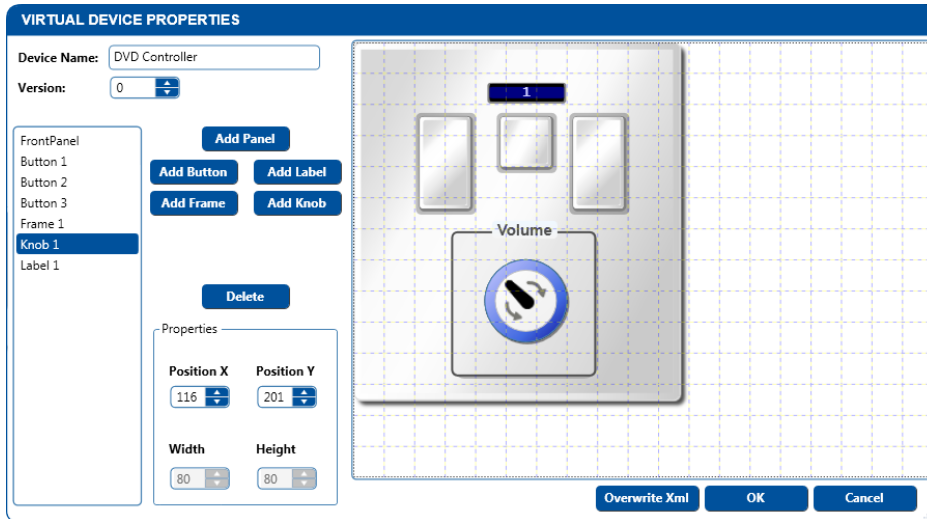 VIRTUAL DEVICE PROPERTIES
Device Name: DVD Controller
Version: 0
FrontPanel
Button 1
Button 2
Button 3
Frame 1
Knob 1
Label 1
Add Panel
Add Button Add Label
Add Frame Add Knob
Delete
Properties
Position X Position Y
116 201
Width Height
80 80
1
Volume
Overwrite Xml OK Cancel